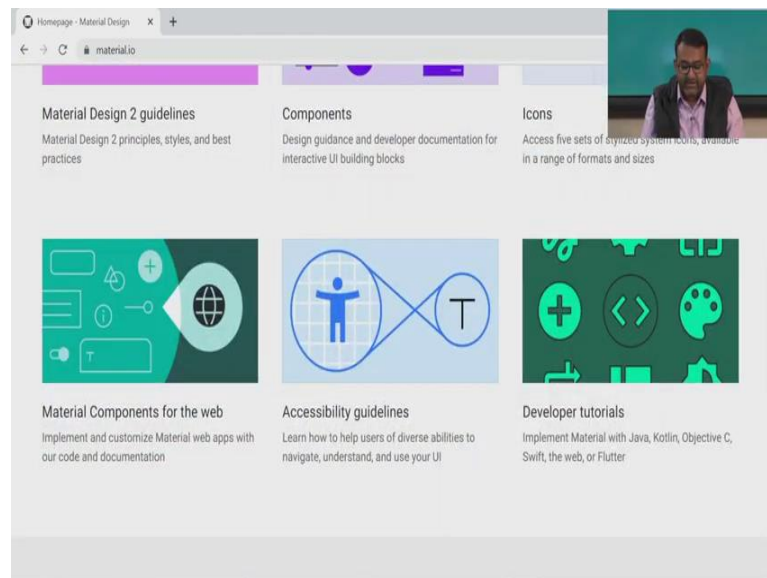 Homepage - Material Design
material.io
Material Design 2 guidelines
Material Design 2 principles, styles, and best
practices
Components
Design guidance and developer documentation for
interactive UI building blocks
Icons
Access five sets of stylized system icons, available
in a range of formats and sizes
T
T
Material Components for the web
Implement and customize Material web apps with
our code and documentation
Accessibility guidelines
Learn how to help users of diverse abilities to
navigate, understand, and use your UI
Developer tutorials
Implement Material with Java, Kotlin, Objective C,
Swift, the web, or Flutter